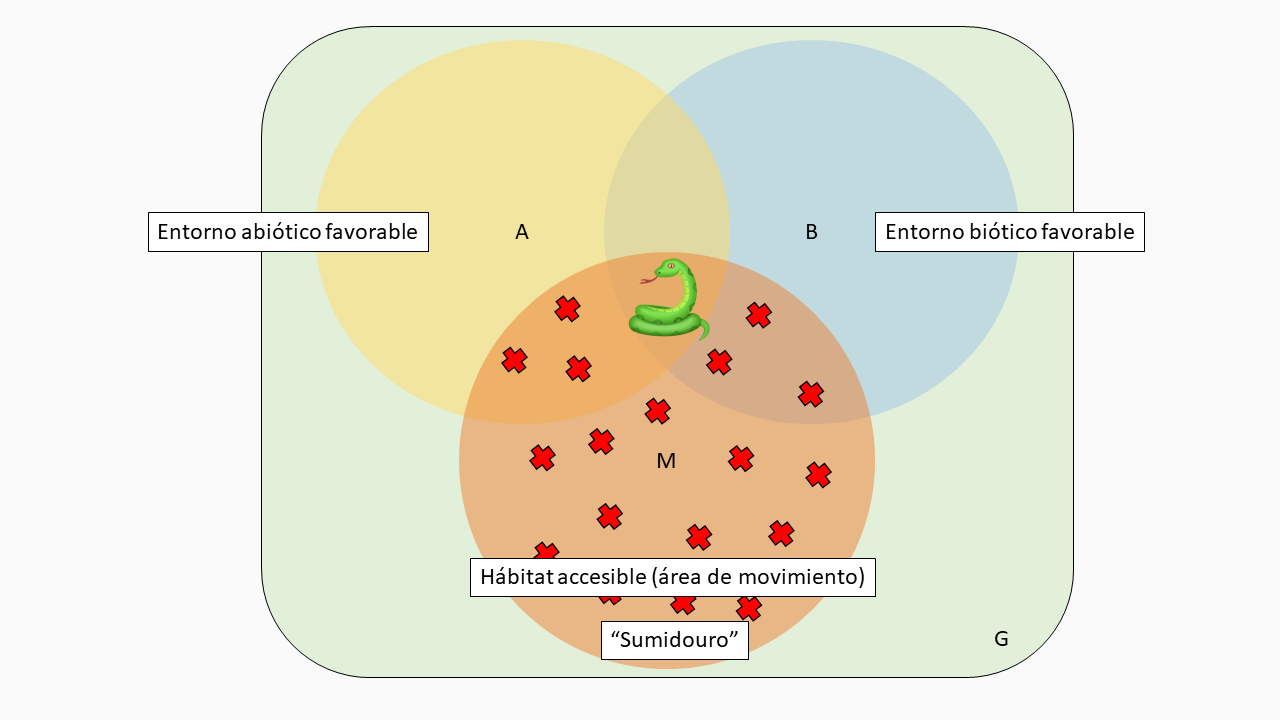 Entorno abiótico favorable
A
B
Entorno biótico favorable
M
Hábitat accesible (área de movimiento)
“Sumidouro”
G